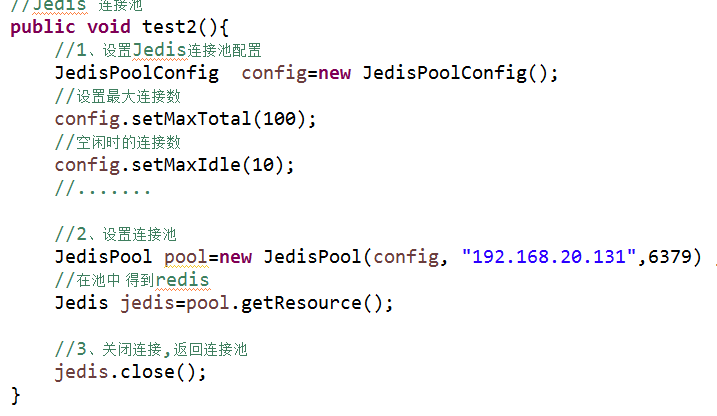 //Jedis 连接池
public void test2(){
//1、设置Jedis连接池配置
JedisPoolConfig  config=new JedisPoolConfig();
//设置最大连接数
config.setMaxTotal(100);
//空闲时的连接数
config.setMaxIdle(10);
//.......
//2、设置连接池
JedisPool pool=new JedisPool(config, "192.168.20.131",6379) ;
//在池中 得到redis
Jedis jedis=pool.getResource();
//3、关闭连接,返回连接池
jedis.close();
}